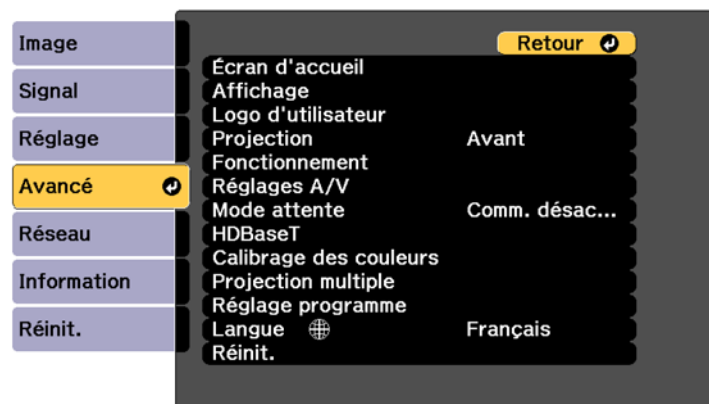 Image
Signal
Réglage
Avancé
Réseau
Information
Réinit.
Retour
Écran d'accueil
Affichage
Logo d'utilisateur
Projection Avant
Fonctionnement
Réglages A/V
Mode attente Comm. désac...
HDBaseT
Calibrage des couleurs
Projection multiple
Réglage programme
Langue Français
Réinit.